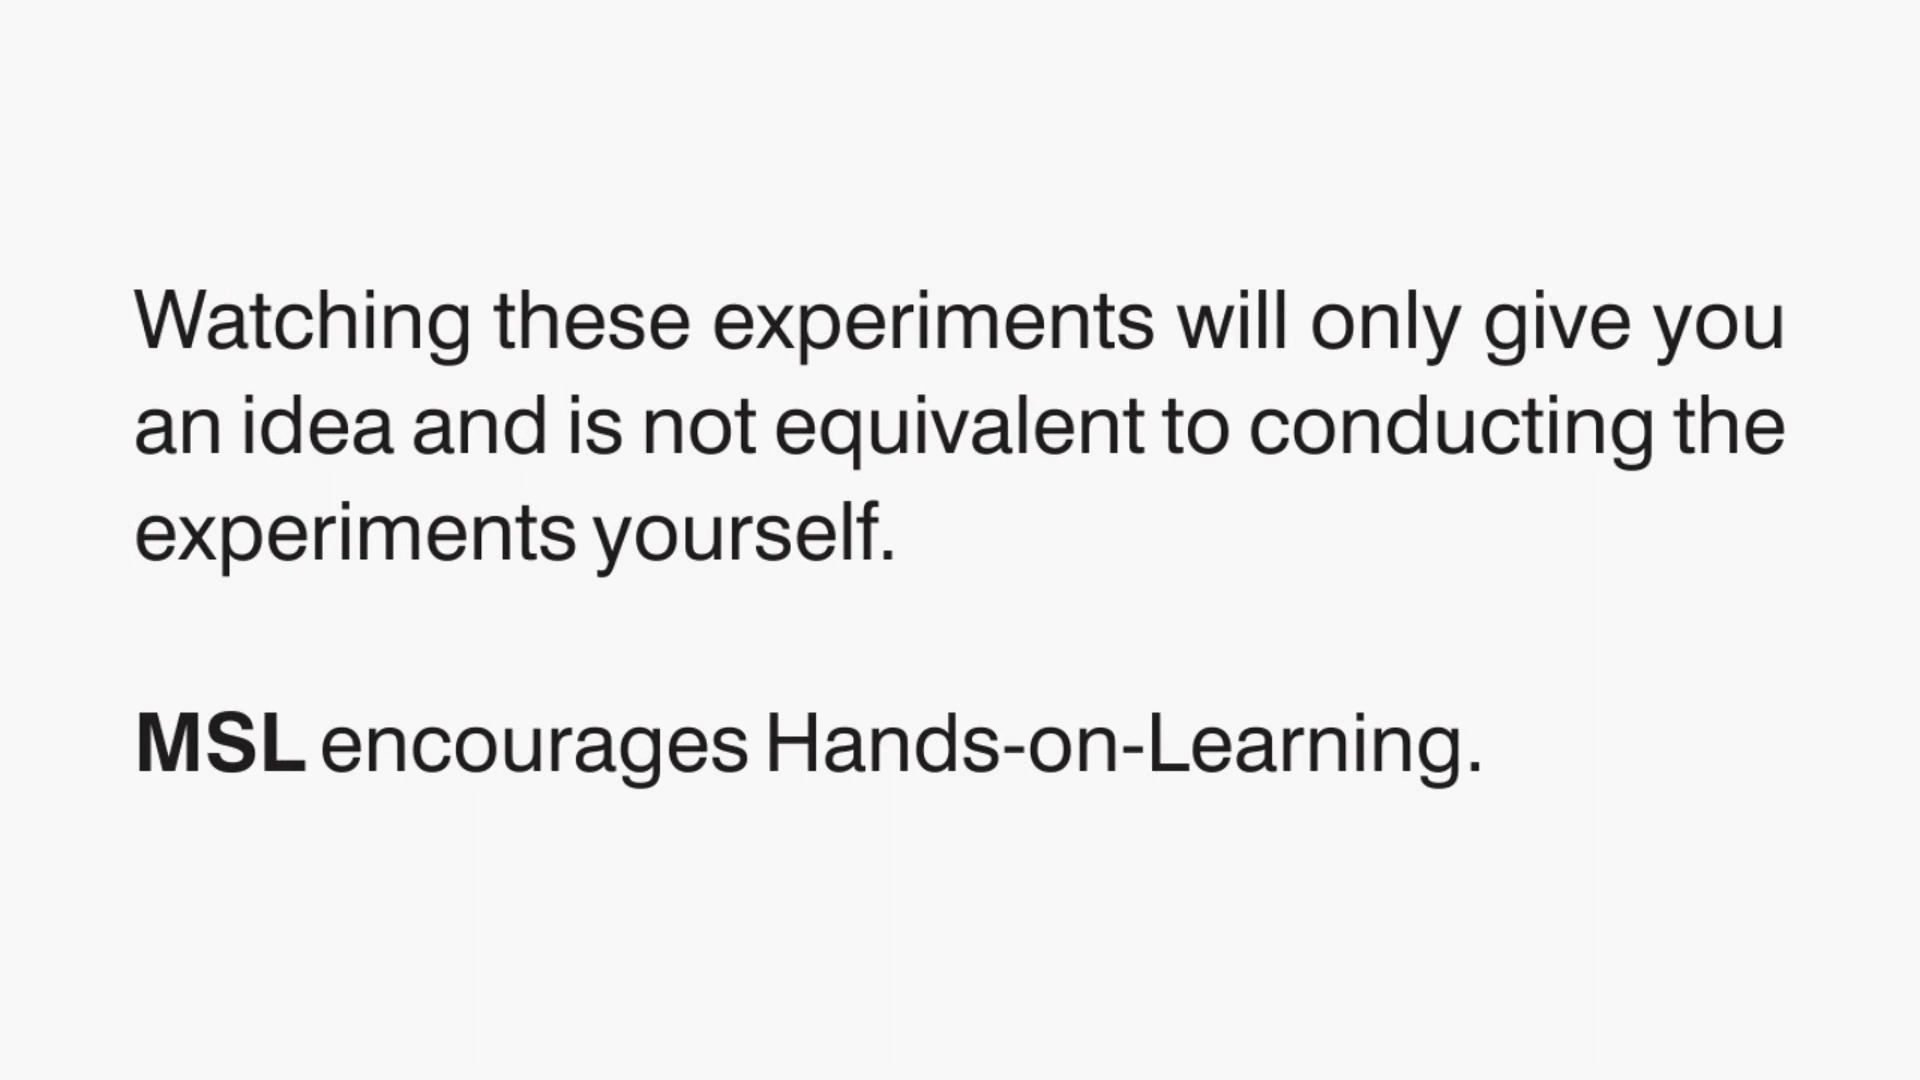 Watching these experiments will only give you
an idea and is not equivalent to conducting the
experiments yourself.
MSL encourages Hands-on-Learning.